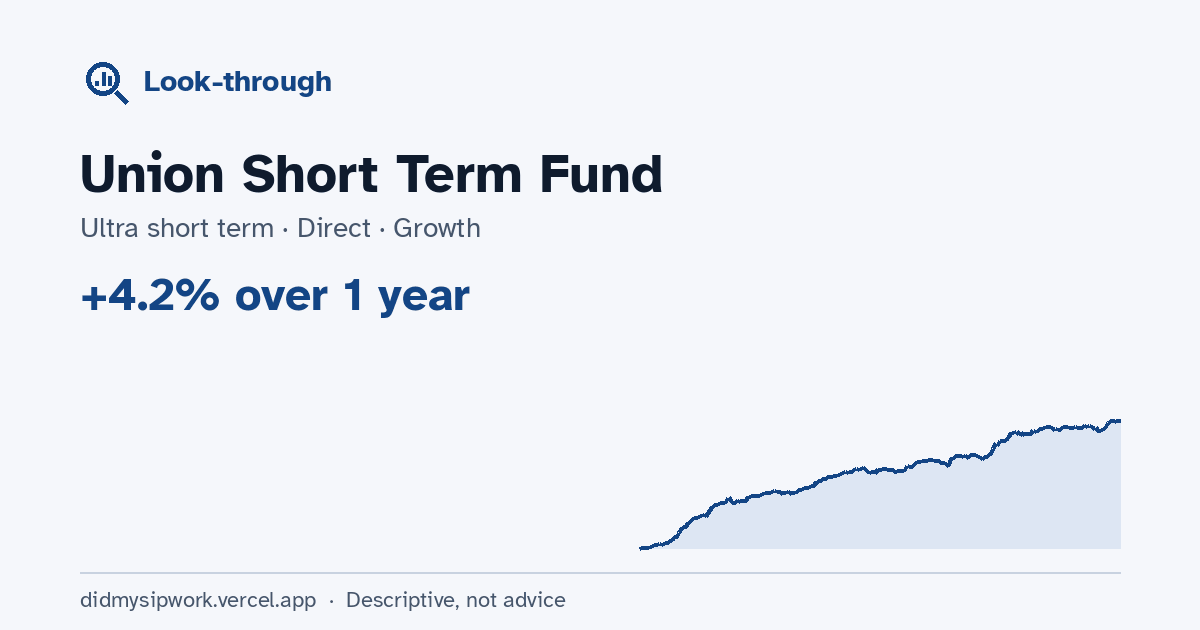 Look-through
Union Short Term Fund
Ultra short term · Direct · Growth
+4.2% over 1 year
didmysipwork.vercel.app · Descriptive, not advice